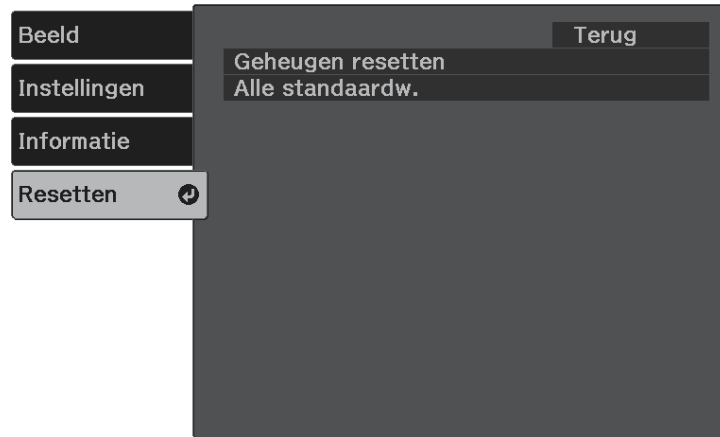 Beeld
Instellingen
Informatie
Resetten
Terug
Geheugen resetten
Alle standaardw.